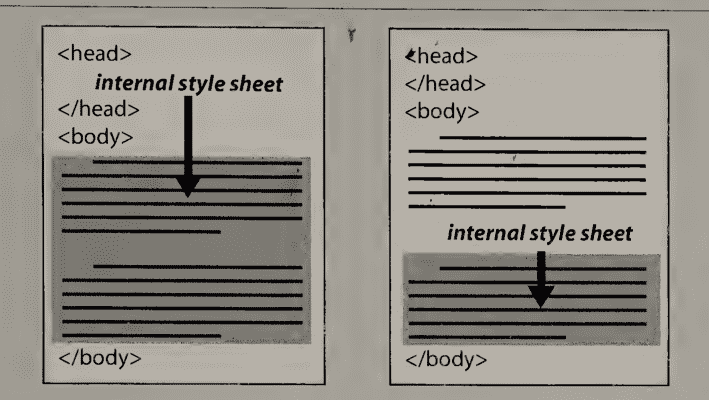 <head>
internal style sheet
</head>
<body>
</body>
<head>
</head>
<body>
internal style sheet
</body>